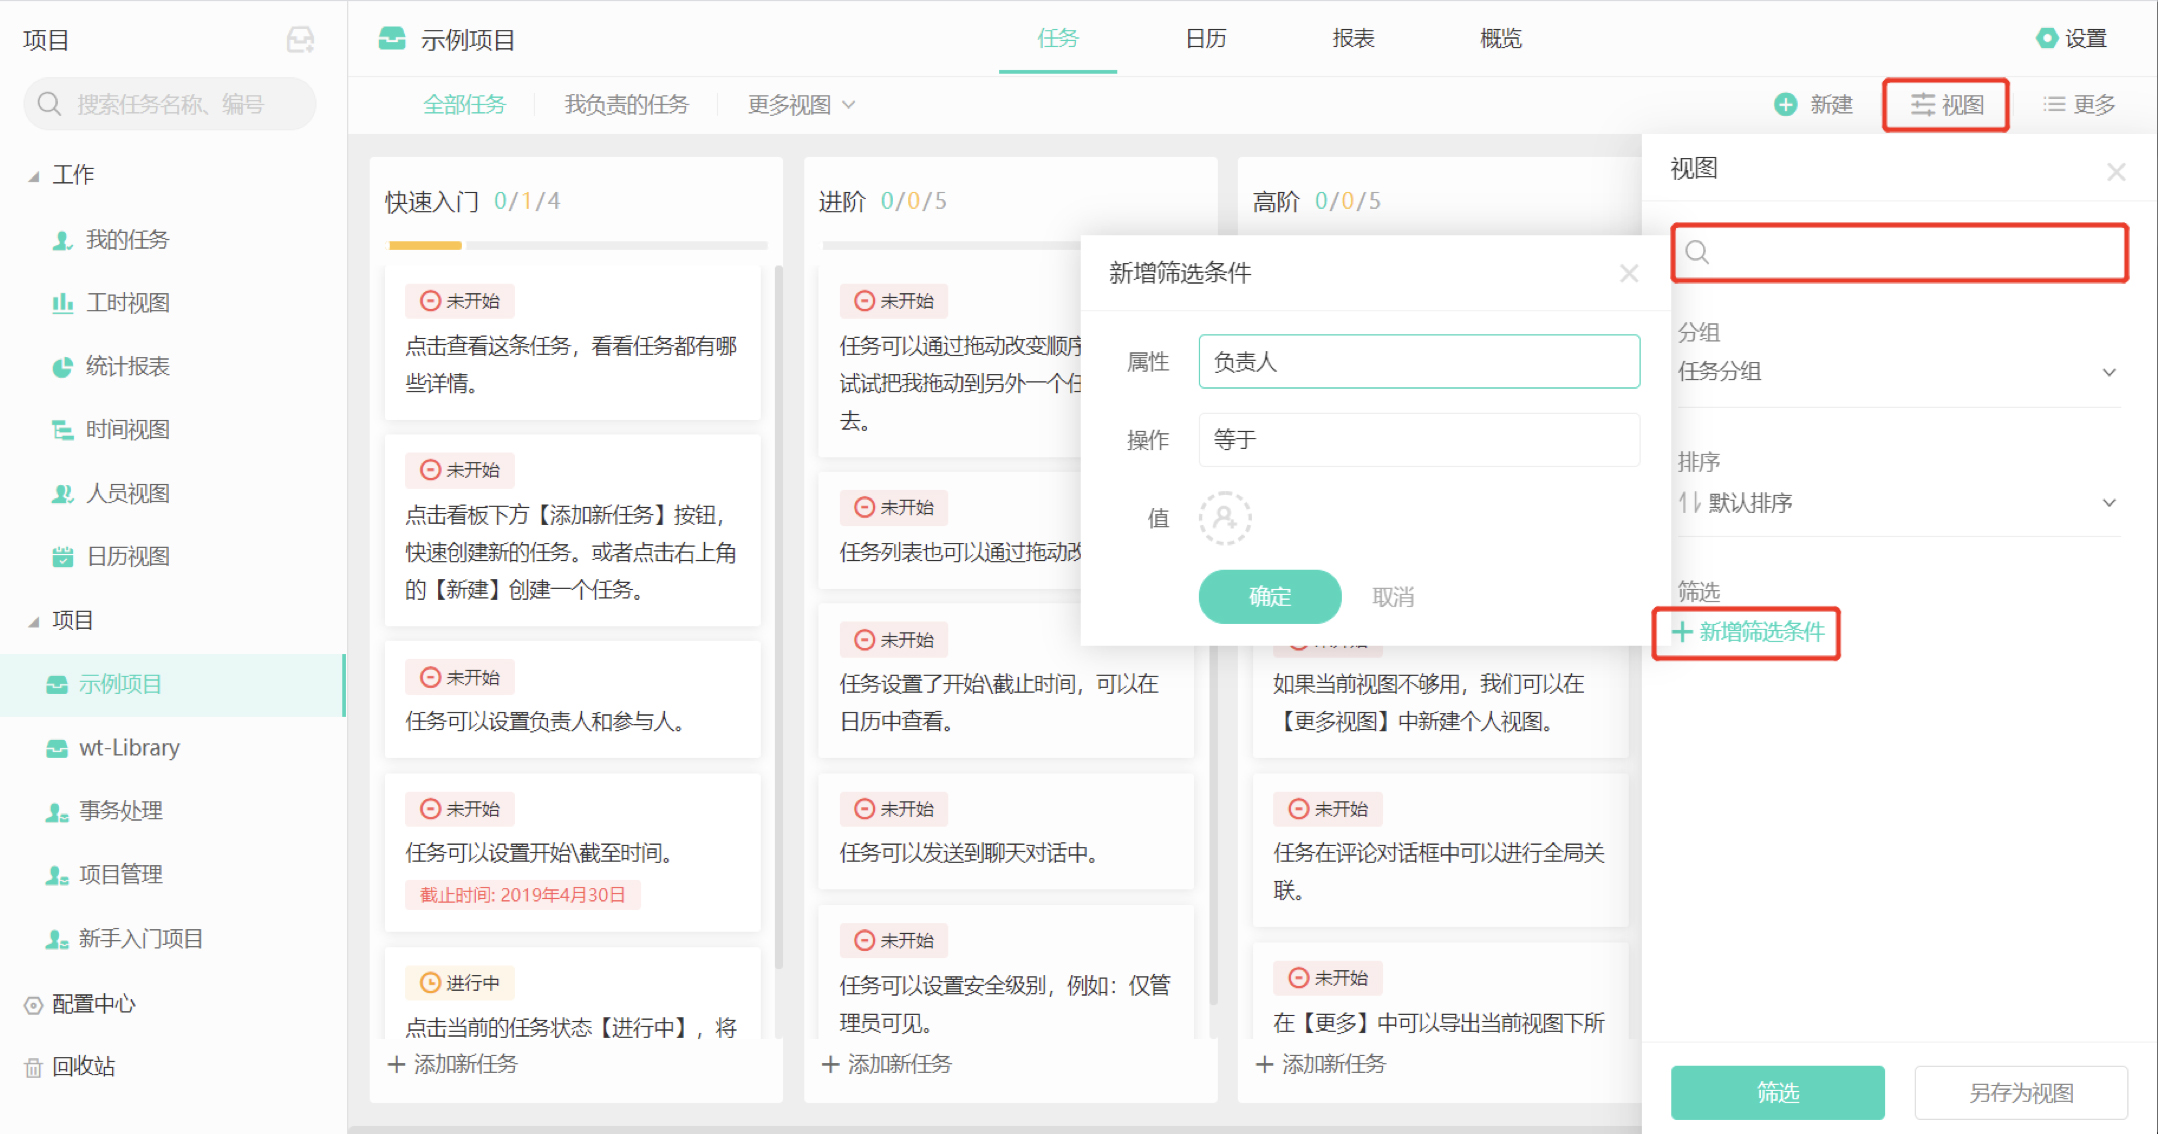 项目
搜索任务名称、编号
工作
我的任务
工时视图
统计报表
时间视图
人员视图
日历视图
项目
示例项目
wt-Library
事务处理
项目管理
新手入门项目
配置中心
回收站
示例项目
任务
日历
报表
概览
设置
全部任务
我负责的任务
更多视图
新建
视图
更多
快速入门 0/1/4
未开始
点击查看这条任务，看看任务都有哪
些详情。
未开始
点击看板下方【添加新任务】按钮，
快速创建新的任务。或者点击右上角
的【新建】创建一个任务。
未开始
任务可以设置负责人和参与人。
未开始
任务可以设置开始\截至时间。
截止时间: 2019年4月30日
进行中
点击当前的任务状态【进行中】，将
添加新任务
进阶 0/0/5
未开始
任务可以通过拖动改变顺序
试试把我拖动到另外一个任
去。
未开始
任务列表也可以通过拖动改
未开始
任务设置了开始\截止时间，可以在
日历中查看。
未开始
任务可以发送到聊天对话中。
未开始
任务可以设置安全级别，例如：仅管
理员可见。
添加新任务
高阶 0/0/5
如果当前视图不够用，我们可以在
【更多视图】中新建个人视图。
未开始
任务在评论对话框中可以进行全局关
联。
未开始
在【更多】中可以导出当前视图下所
添加新任务
新增筛选条件
属性 负责人
操作 等于
值
确定 取消
视图
分组
任务分组
排序
默认排序
筛选
新增筛选条件
筛选
另存为视图